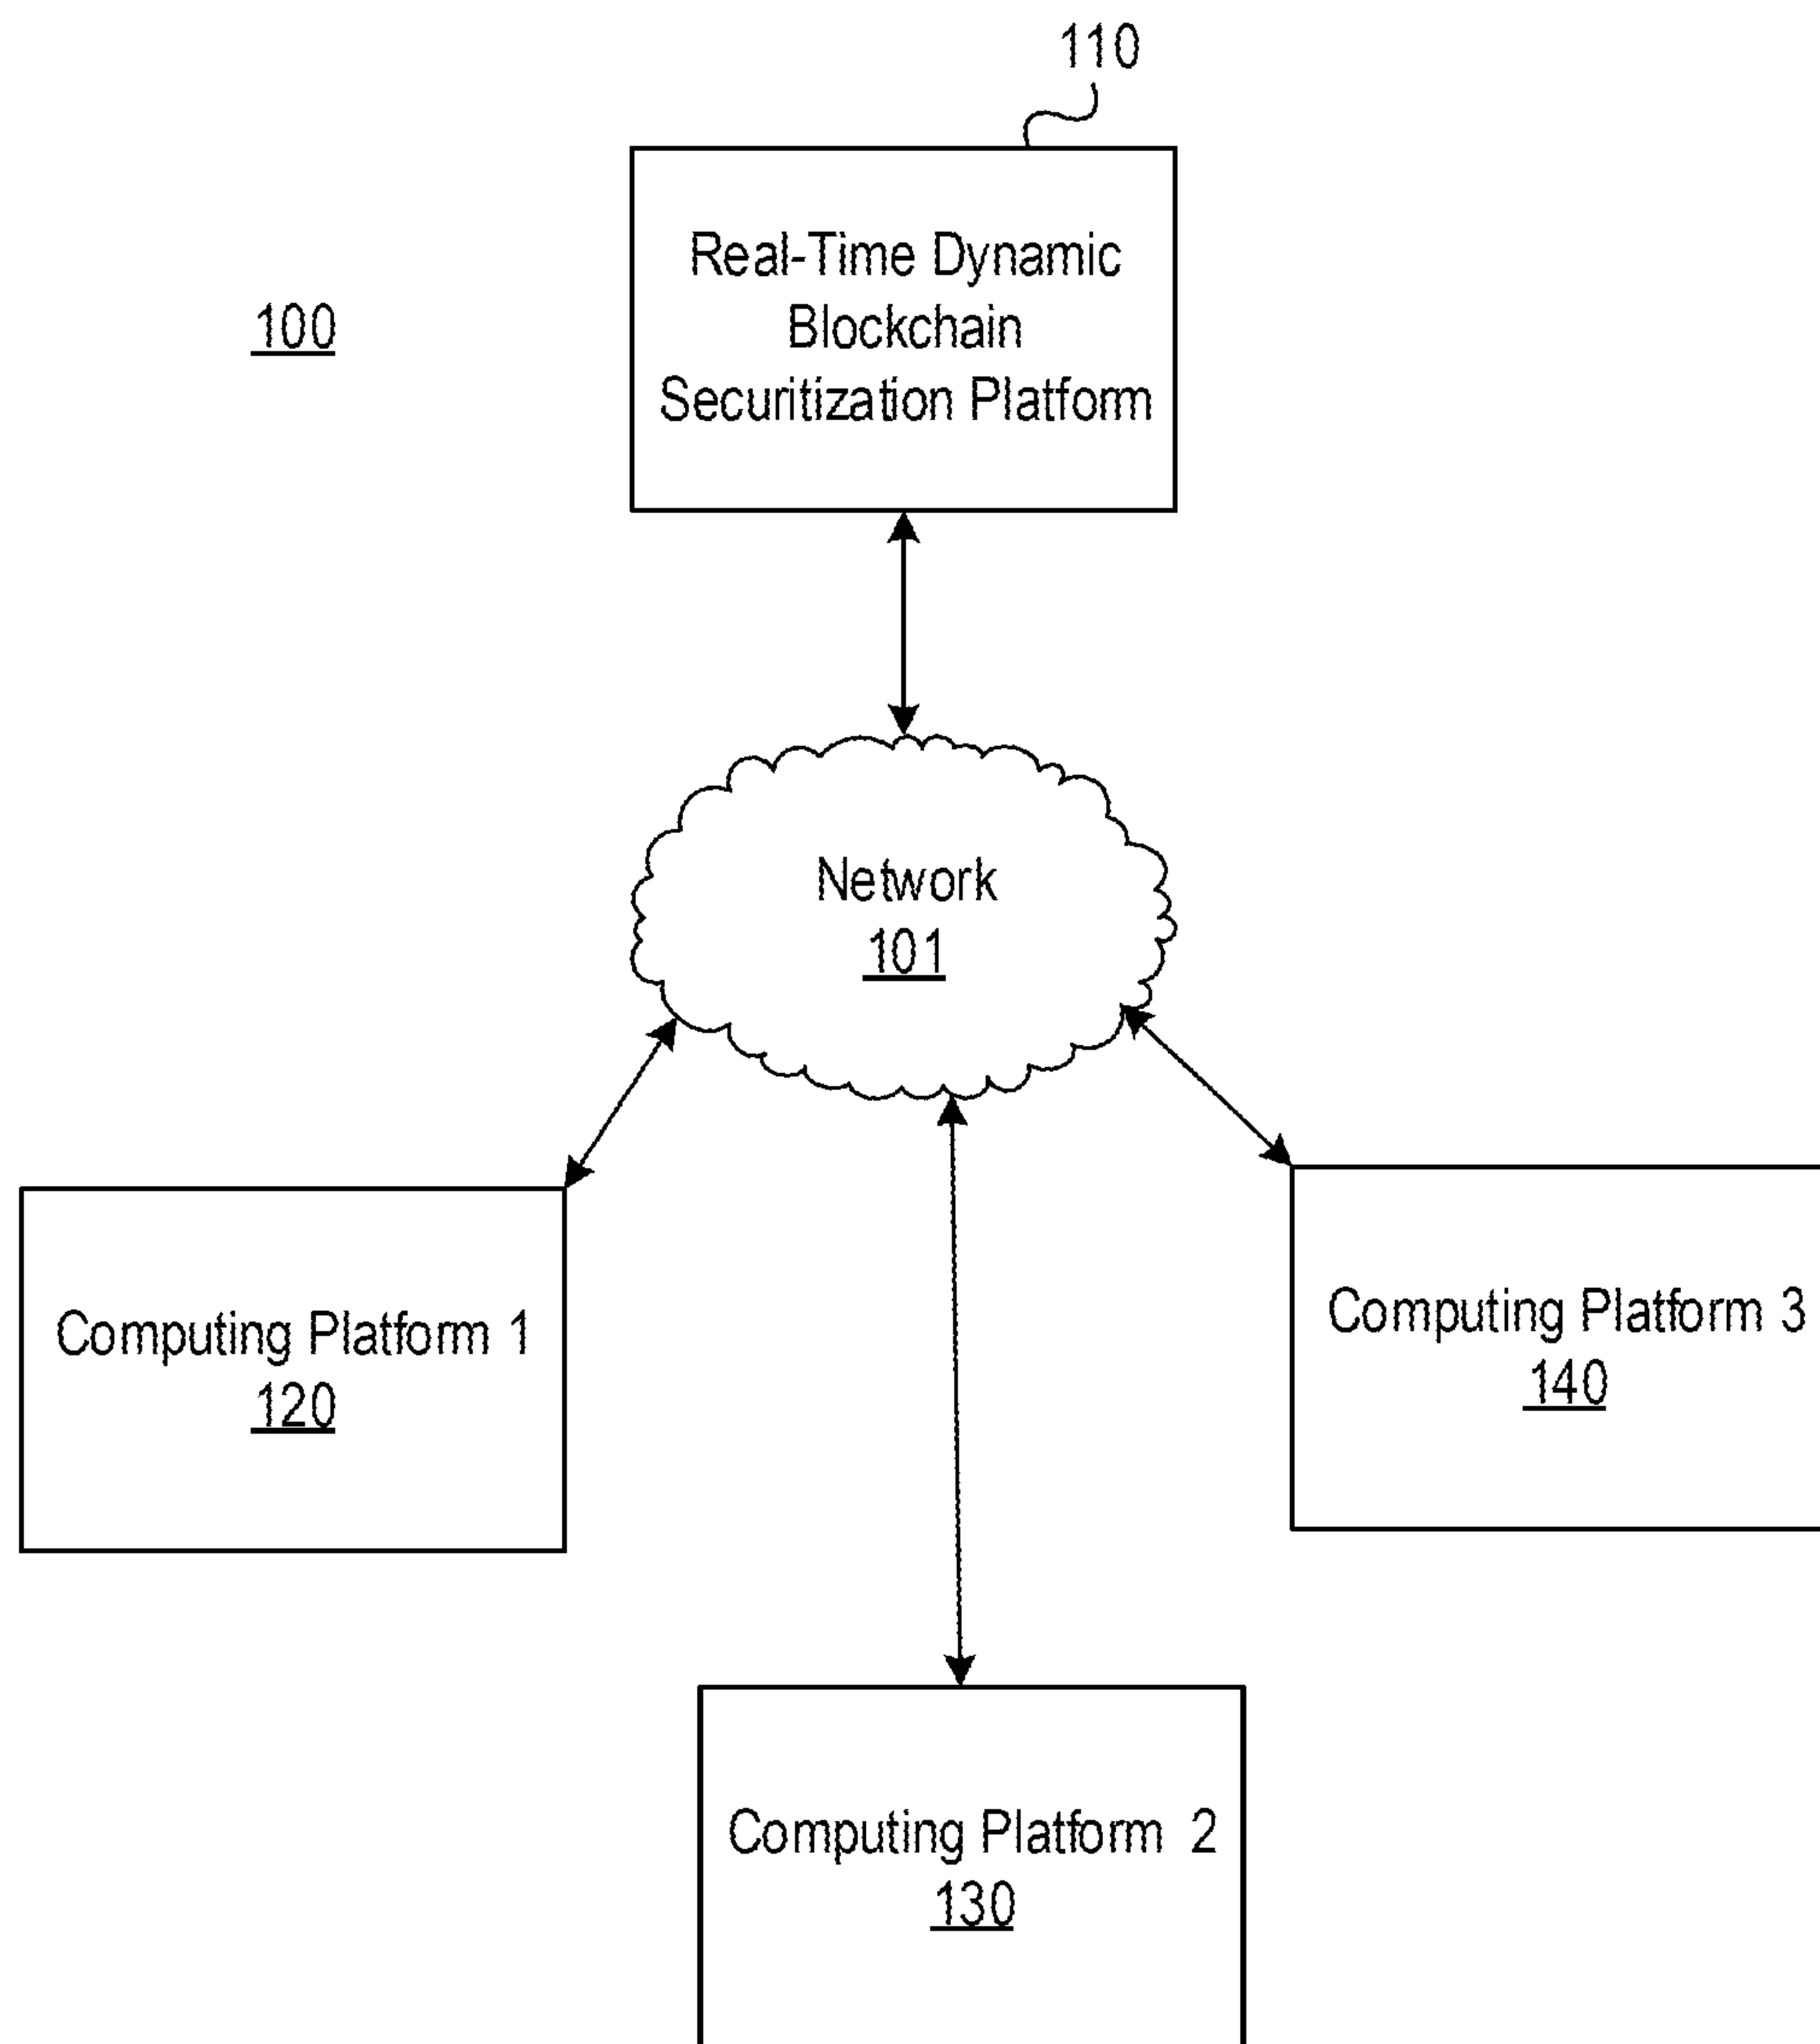 110
100
Real-Time Dynamic
Blockchain
Securitization Platform
Network
101
Computing Platform 1
120
Computing Platform 3
140
Computing Platform 2
130